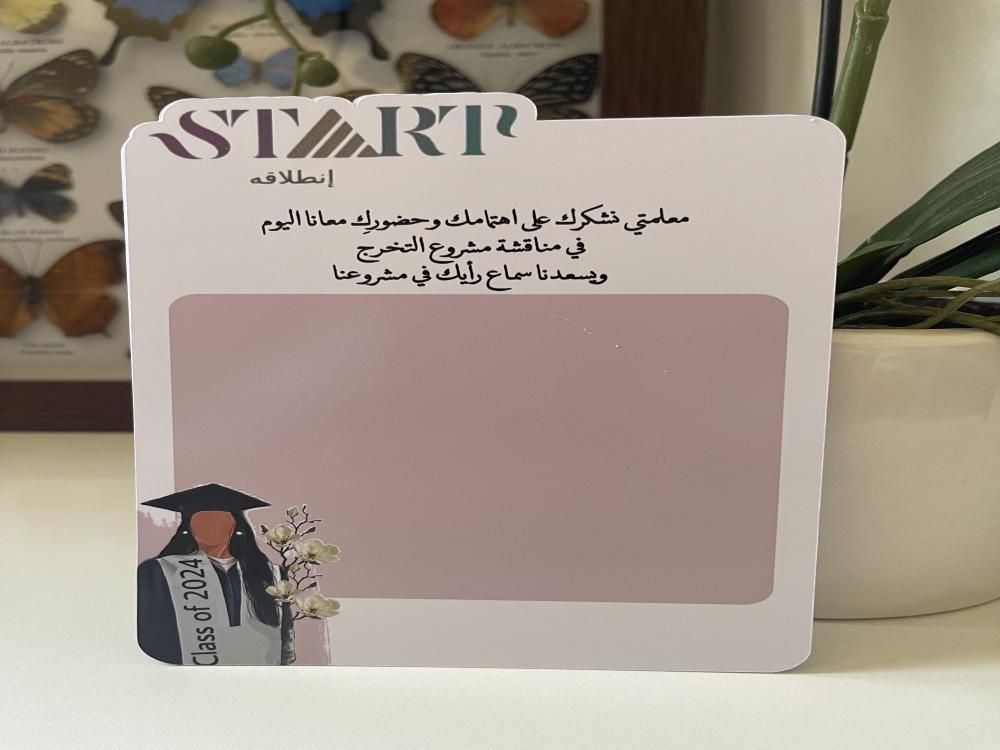 START
إنطلاقه
معلمتي نشكرك على اهتمامك وحضوركِ معانا اليوم
في مناقشة مشروع التخرج
ويسعدنا سماع رأيك في مشروعنا
Class of 2024